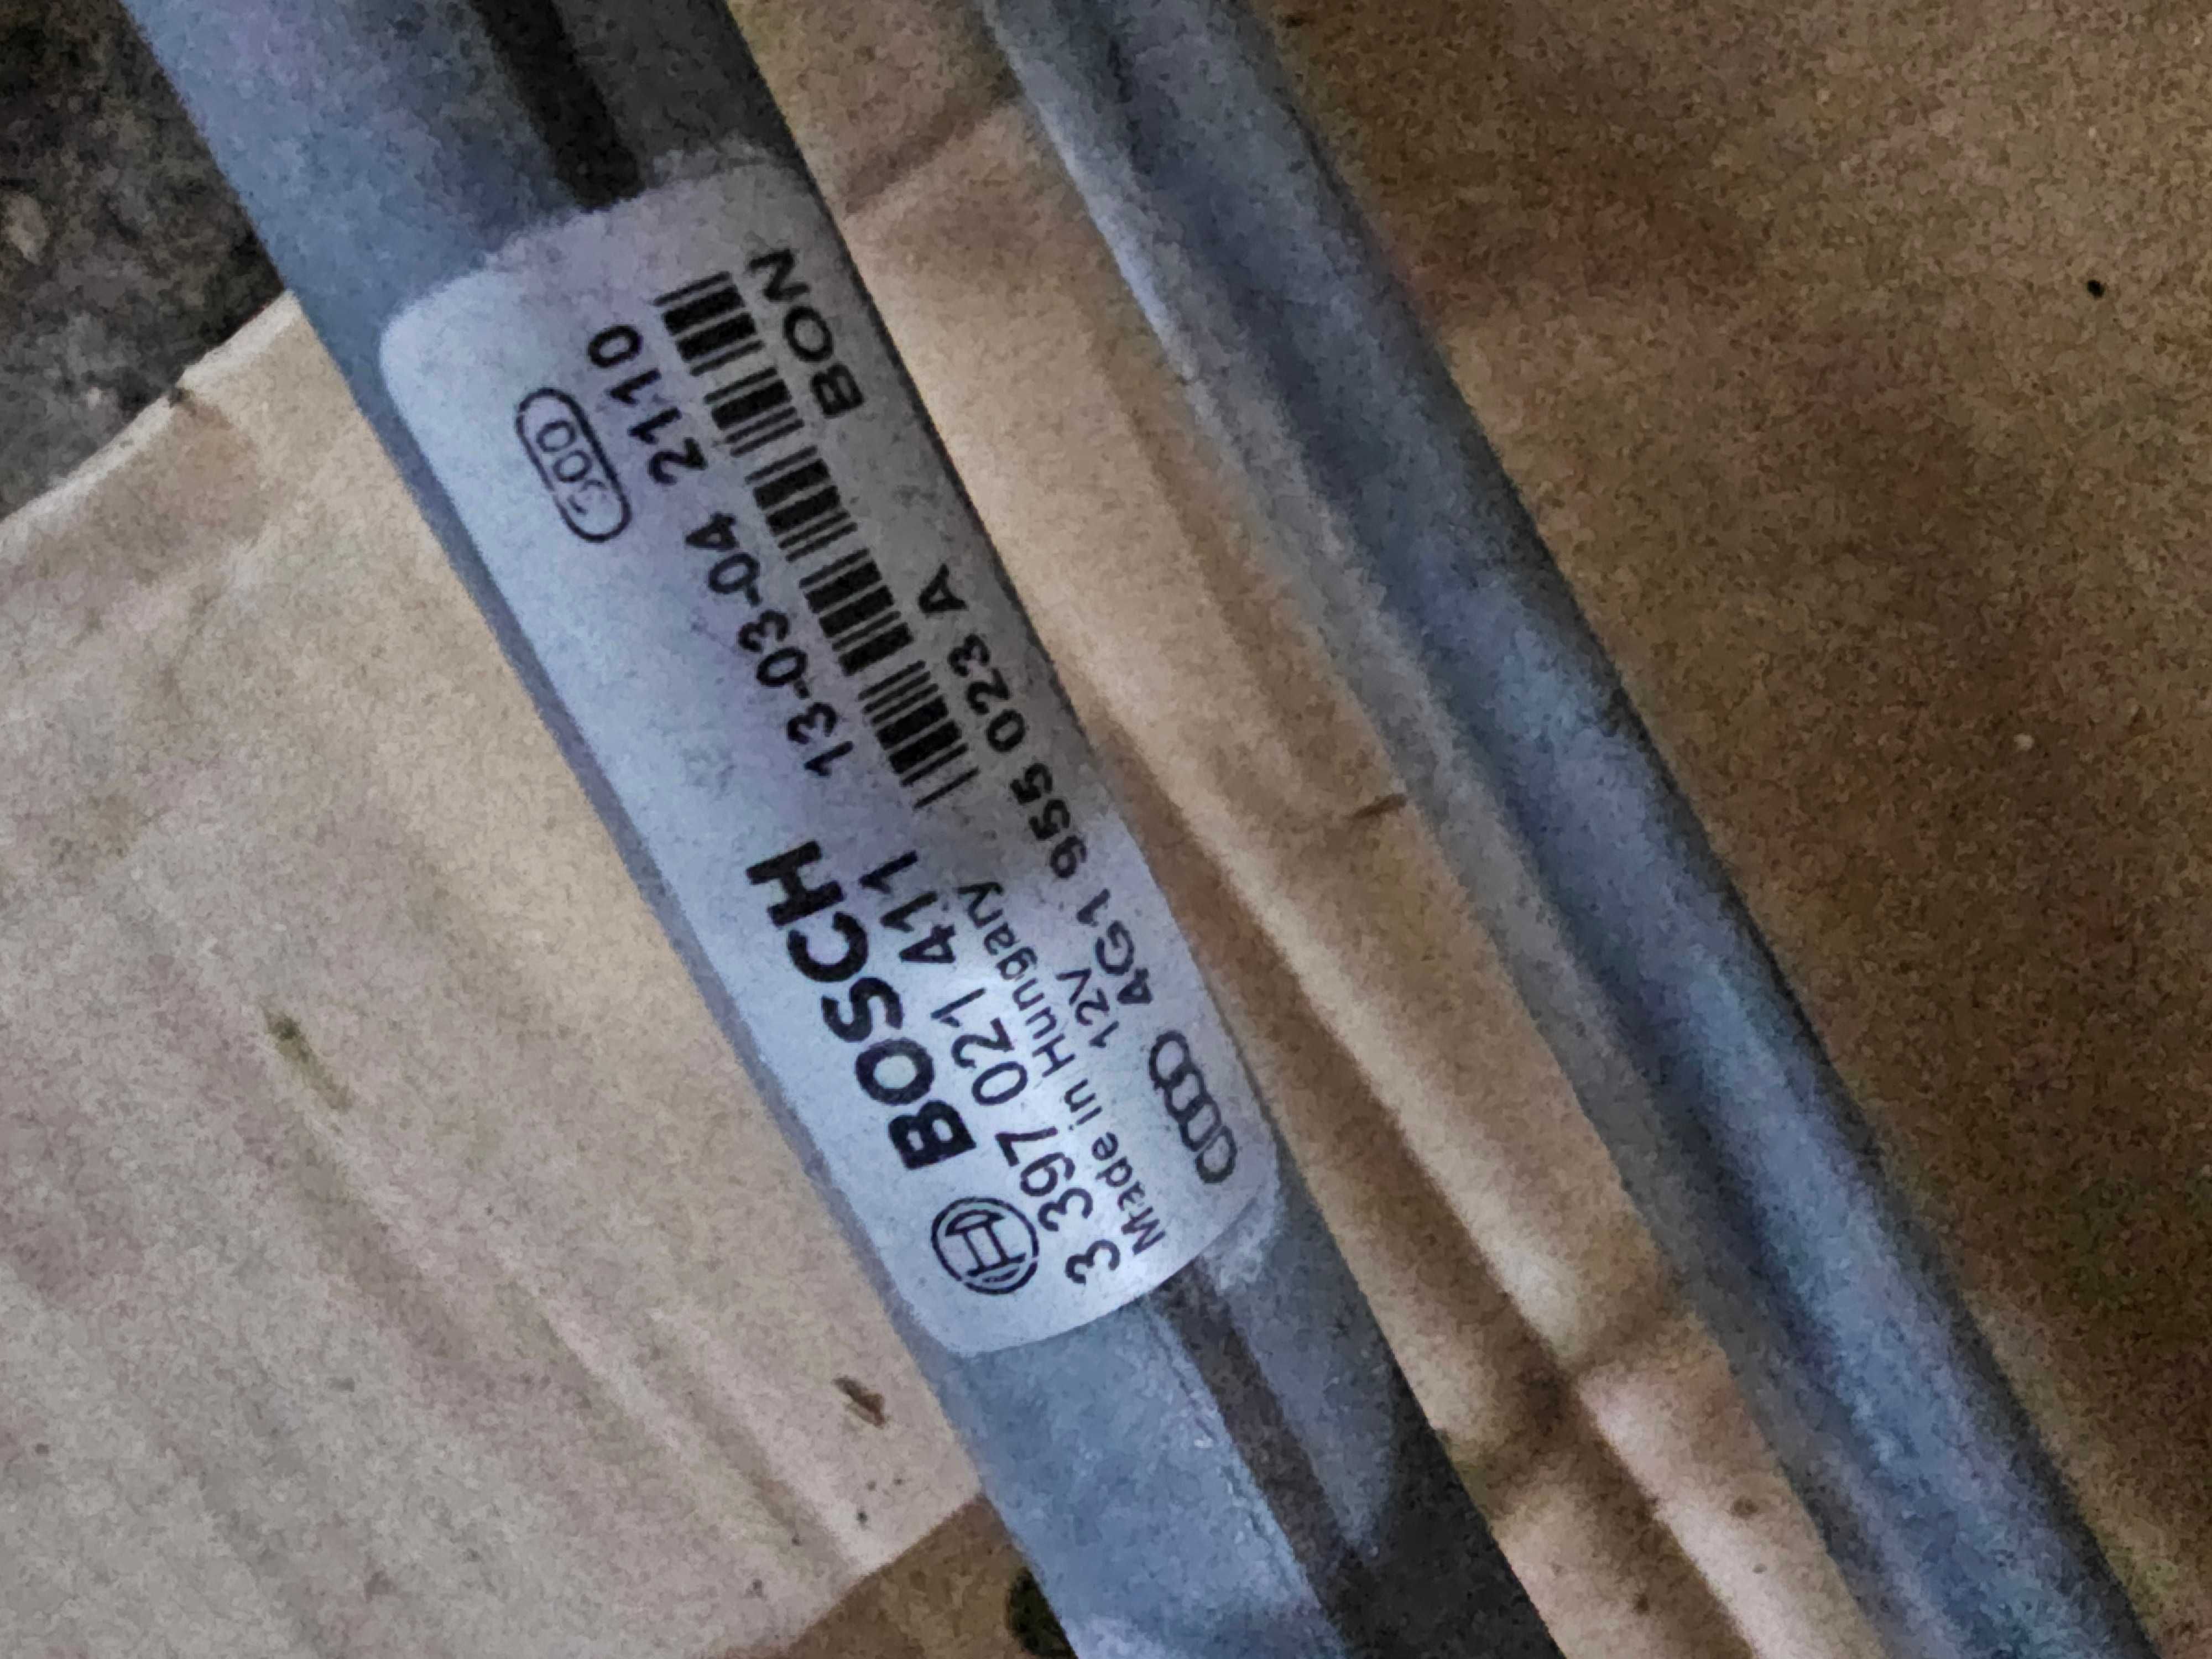 BOSCH 13-03-04 2110
300
3 397 021 411
Made in Hungary
12V
4G1 955 023 A
BON